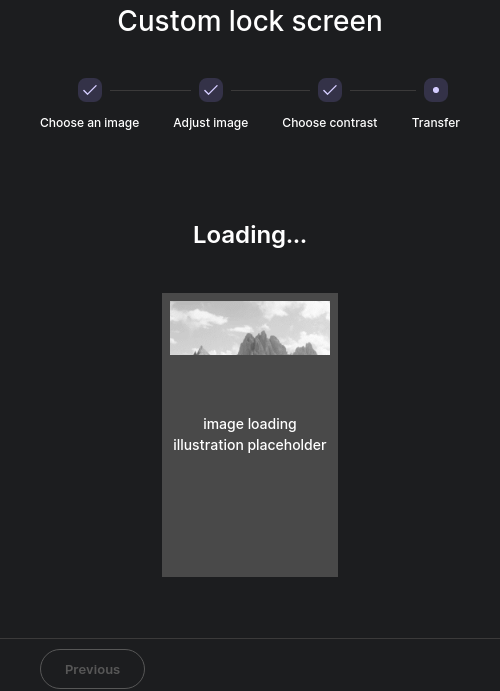 Custom lock screen
Choose an image
Adjust image
Choose contrast
Transfer
Loading...
image loading
illustration placeholder
Previous